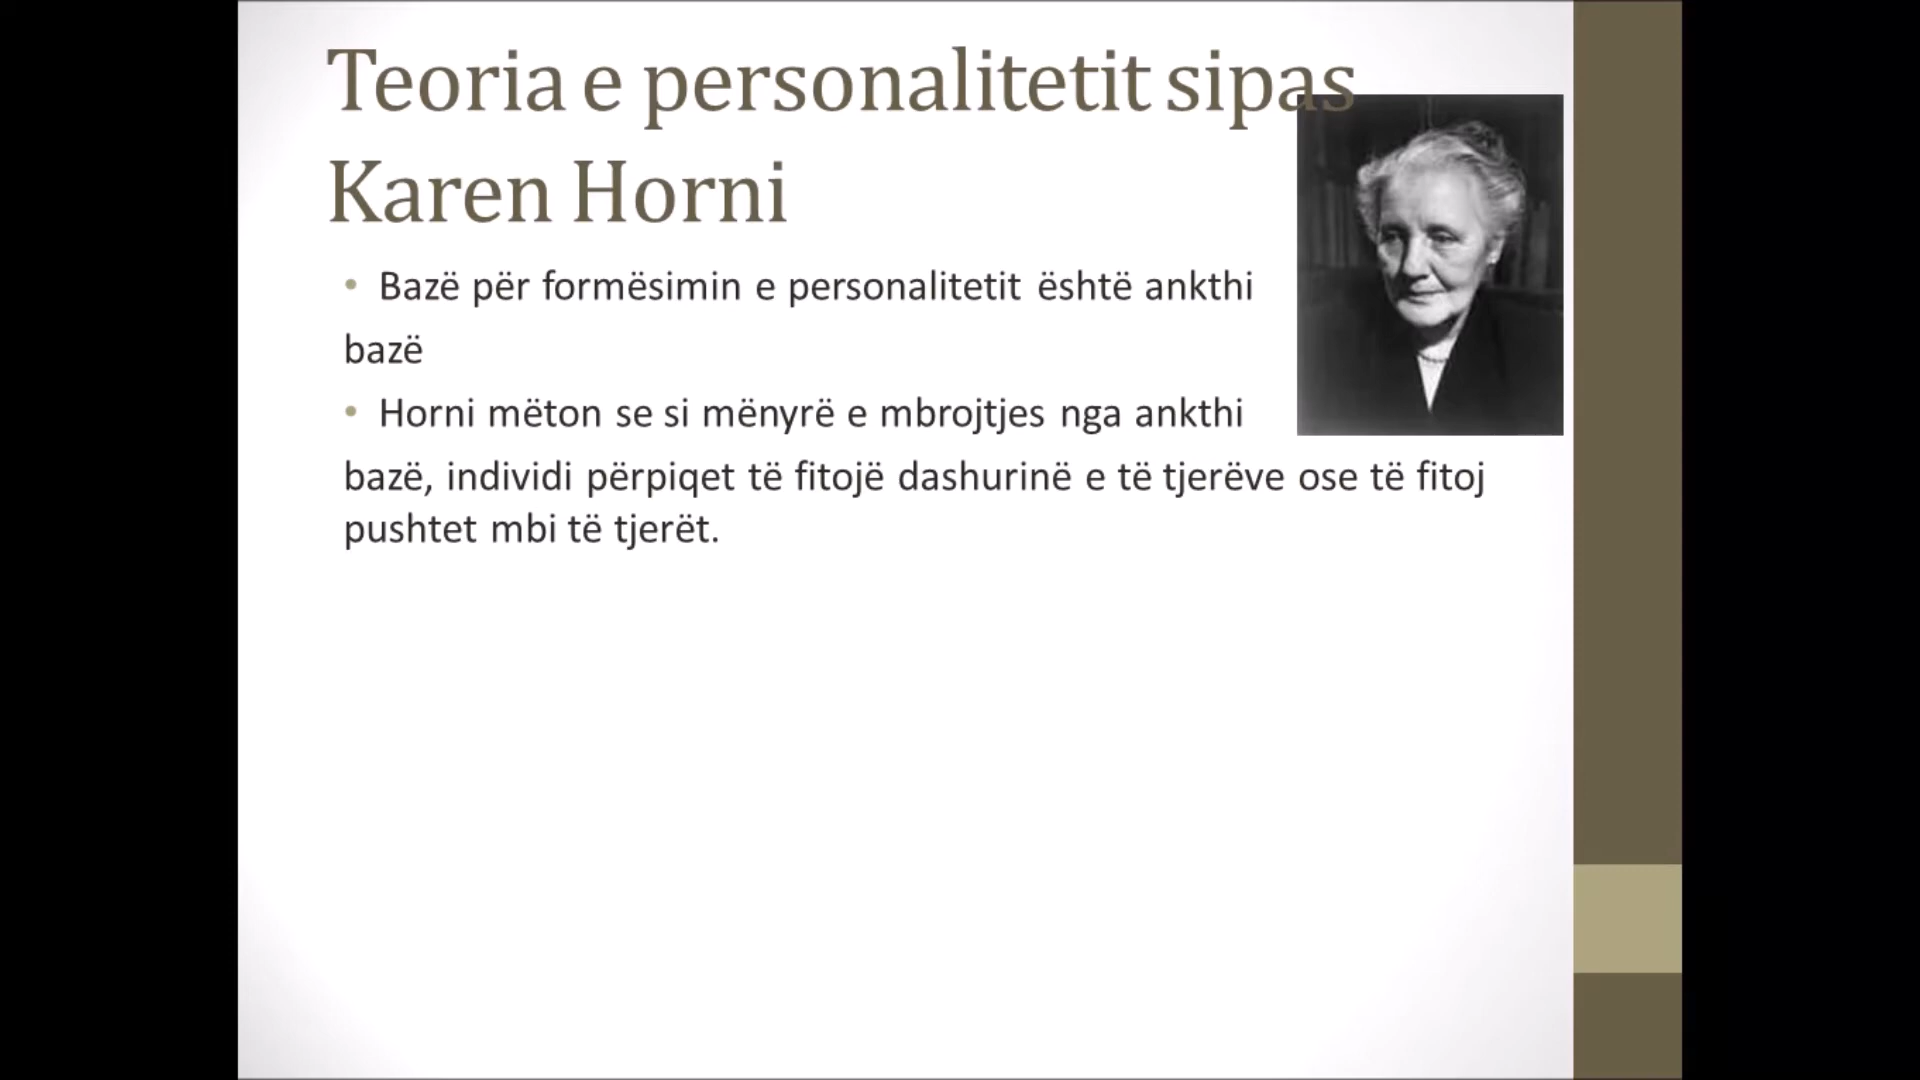 Teoria e personalitetit sipas
Karen Horni
• Bazë për formësimin e personalitetit është ankthi
bazë
• Horni mëton se si mënyrë e mbrojtjes nga ankthi
bazë, individi përpiqet të fitojë dashurinë e të tjerëve ose të fitoj
pushtet mbi të tjerët.